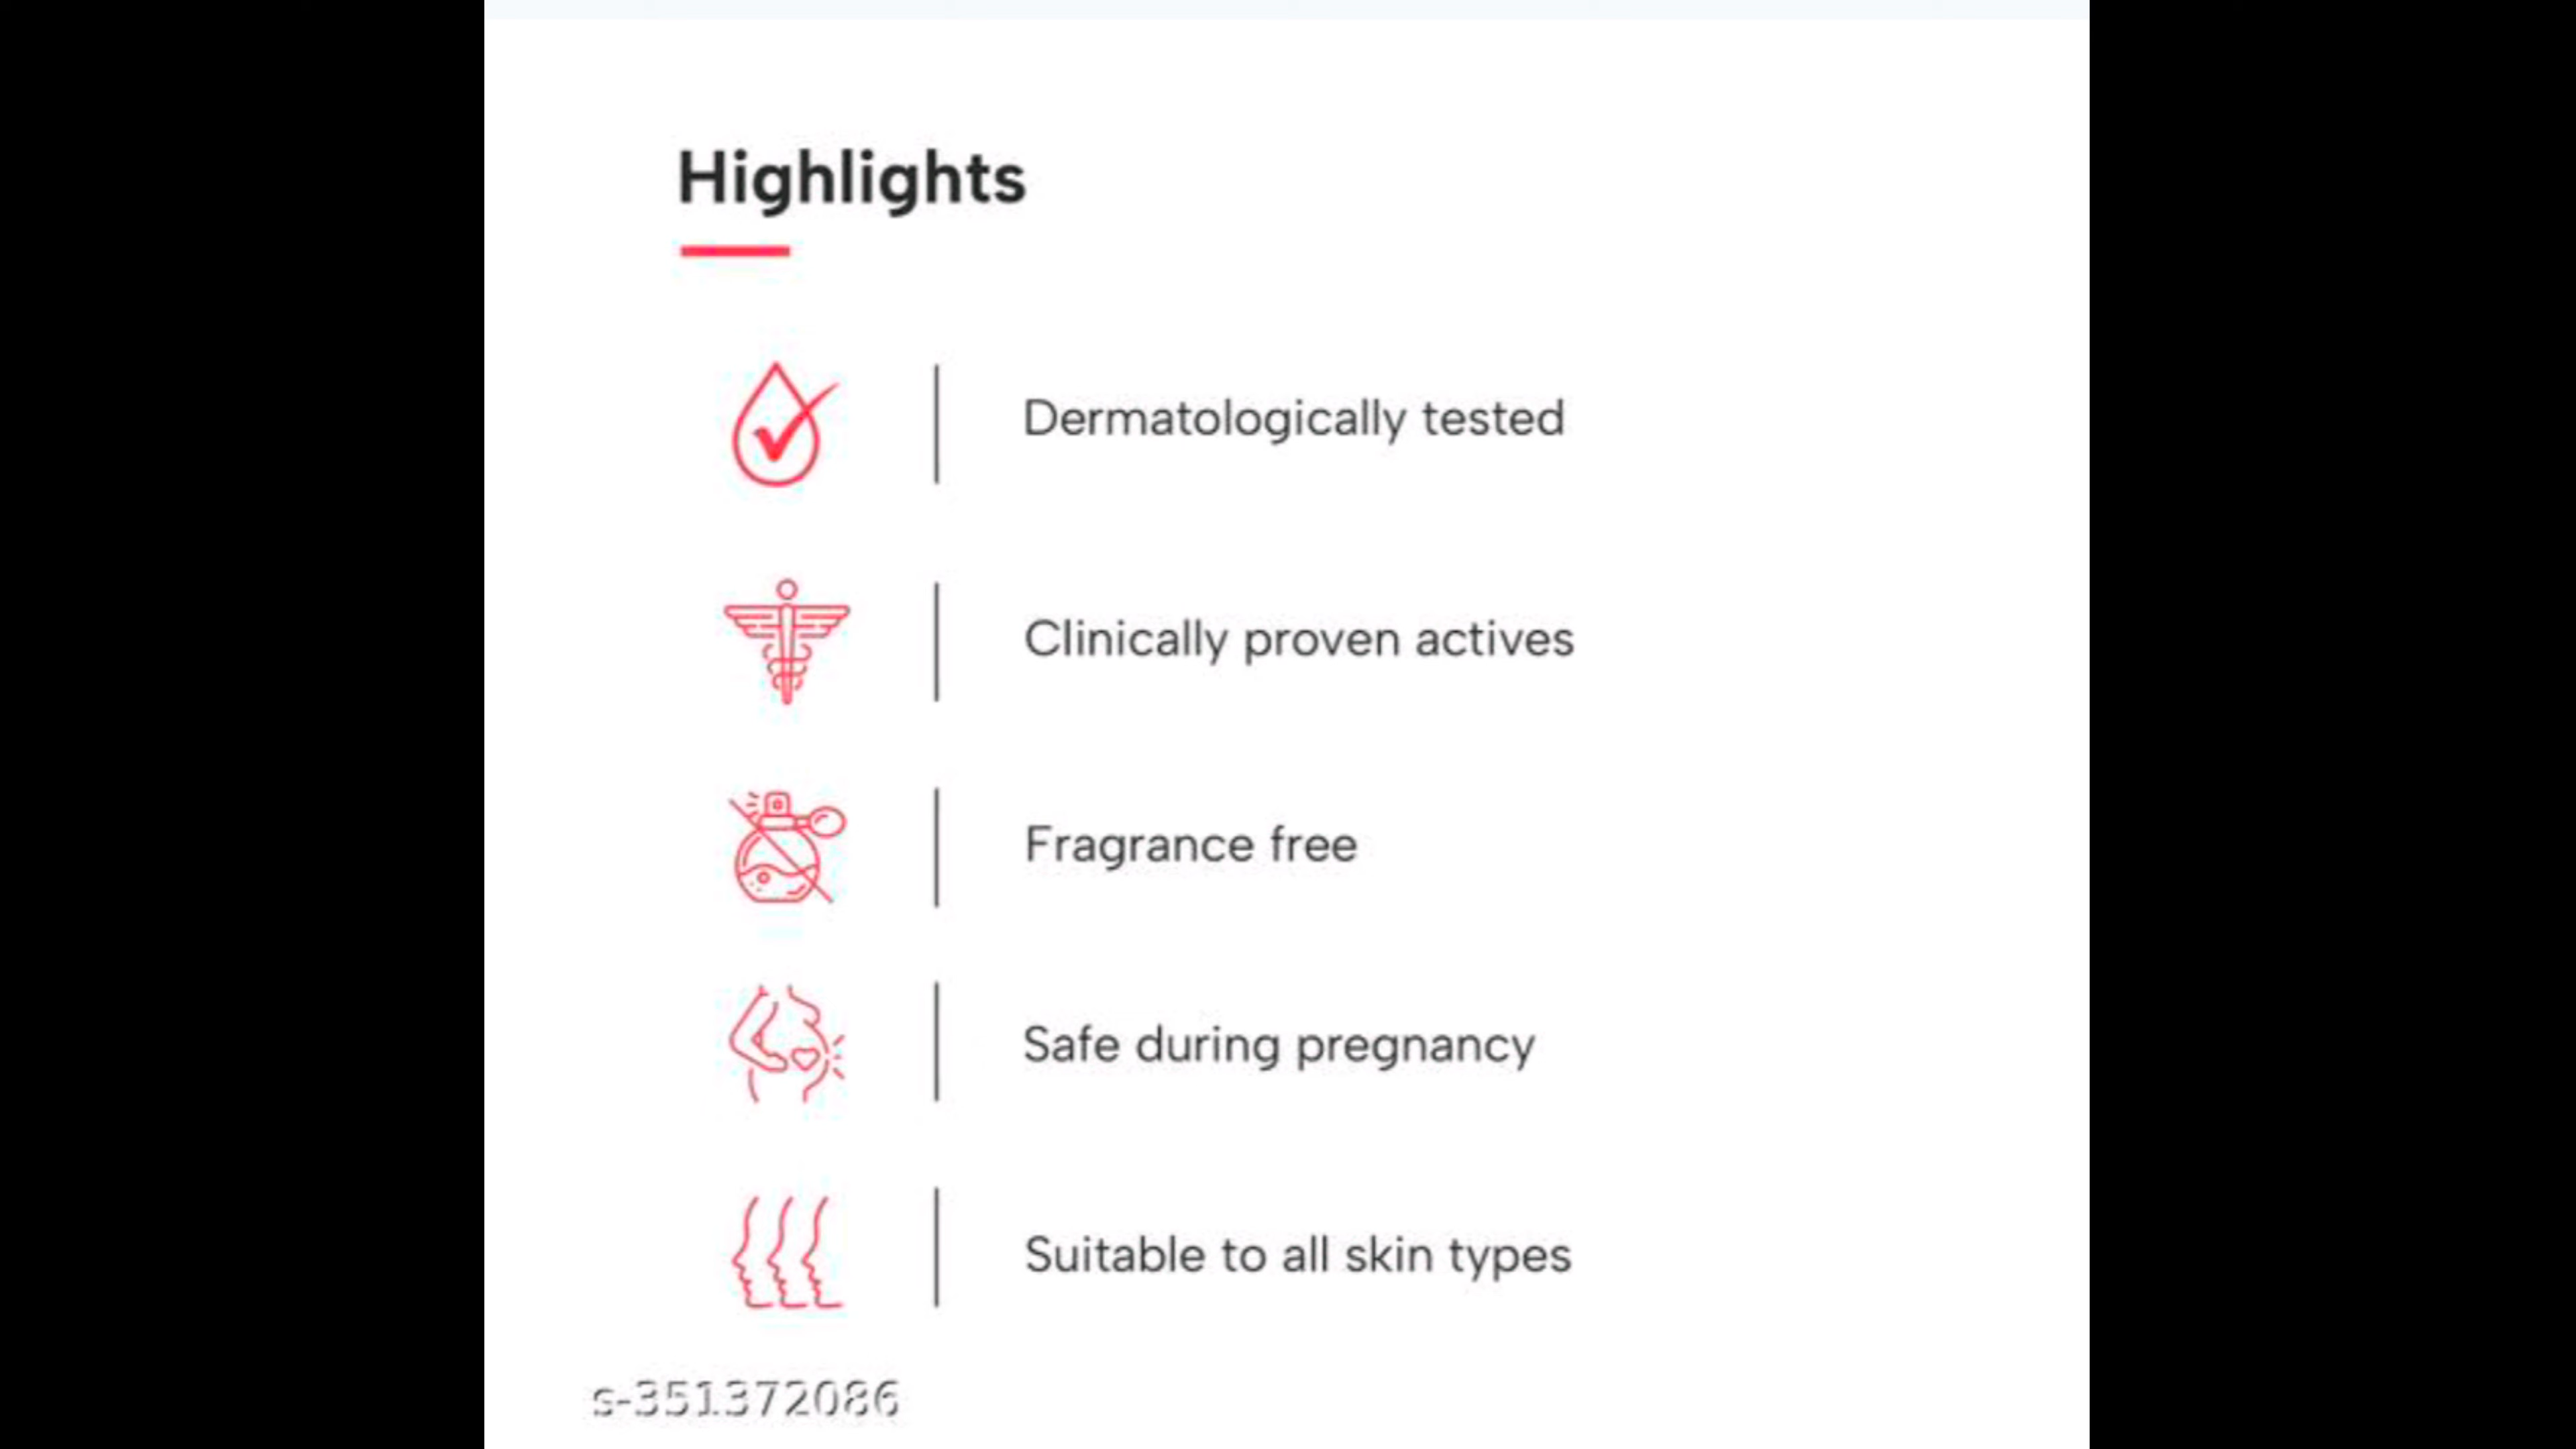 Highlights
Dermatologically tested
Clinically proven actives
Fragrance free
Safe during pregnancy
Suitable to all skin types
s-351372086